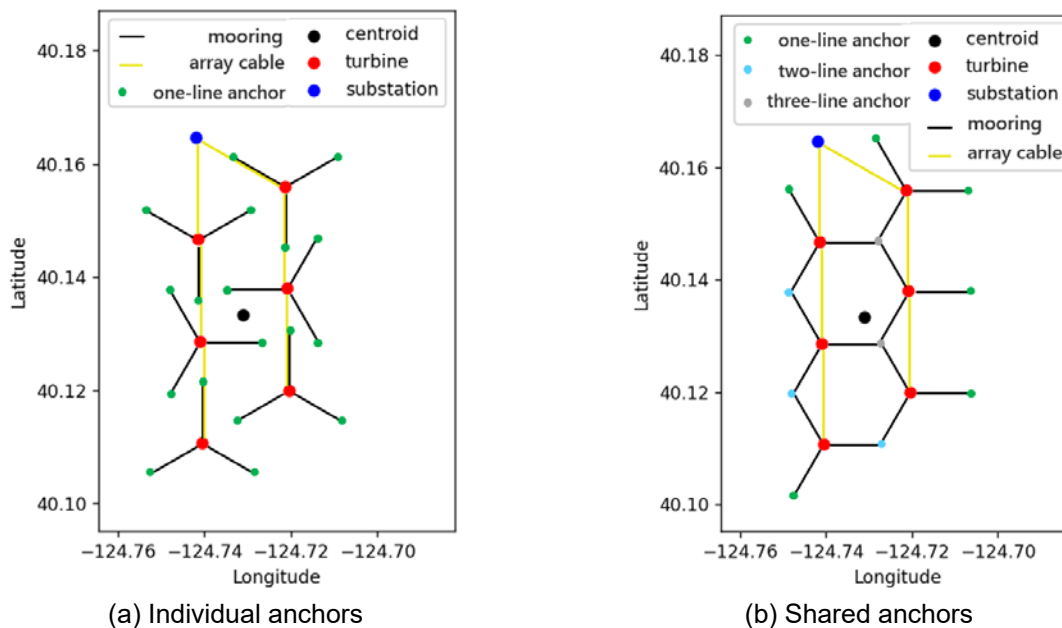 mooring
array cable
one-line anchor
centroid
turbine
substation
40.18
40.16
40.14
40.12
40.10
Latitude
−124.76 −124.74 −124.72 −124.70
Longitude
(a) Individual anchors
one-line anchor
two-line anchor
three-line anchor
centroid
turbine
substation
mooring
array cable
40.18
40.16
40.14
40.12
40.10
Latitude
−124.76 −124.74 −124.72 −124.70
Longitude
(b) Shared anchors